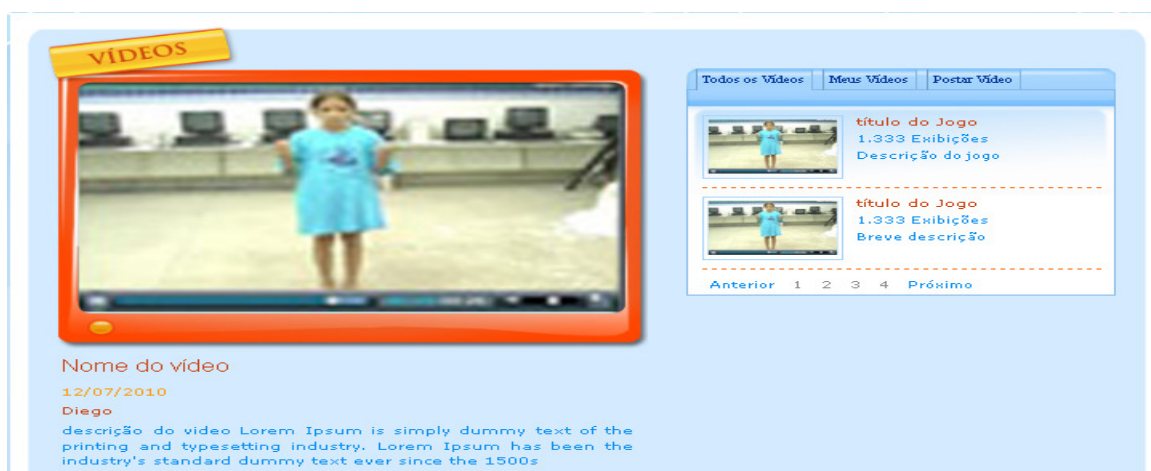 VÍDEOS
Nome do vídeo
12/07/2010
Diego
descrição do video Lorem Ipsum is simply dummy text of the
printing and typesetting industry. Lorem Ipsum has been the
industry's standard dummy text ever since the 1500s
Todos os Vídeos Meus Vídeos Postar Vídeo
título do Jogo
1.333 Exibições
Descrição do jogo
título do Jogo
1.333 Exibições
Breve descrição
Anterior 1 2 3 4 Próximo